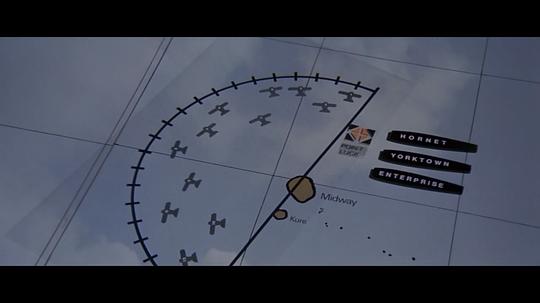 HORNET
POINT
LUCK
YORKTOWN
ENTERPRISE
Midway
Kure